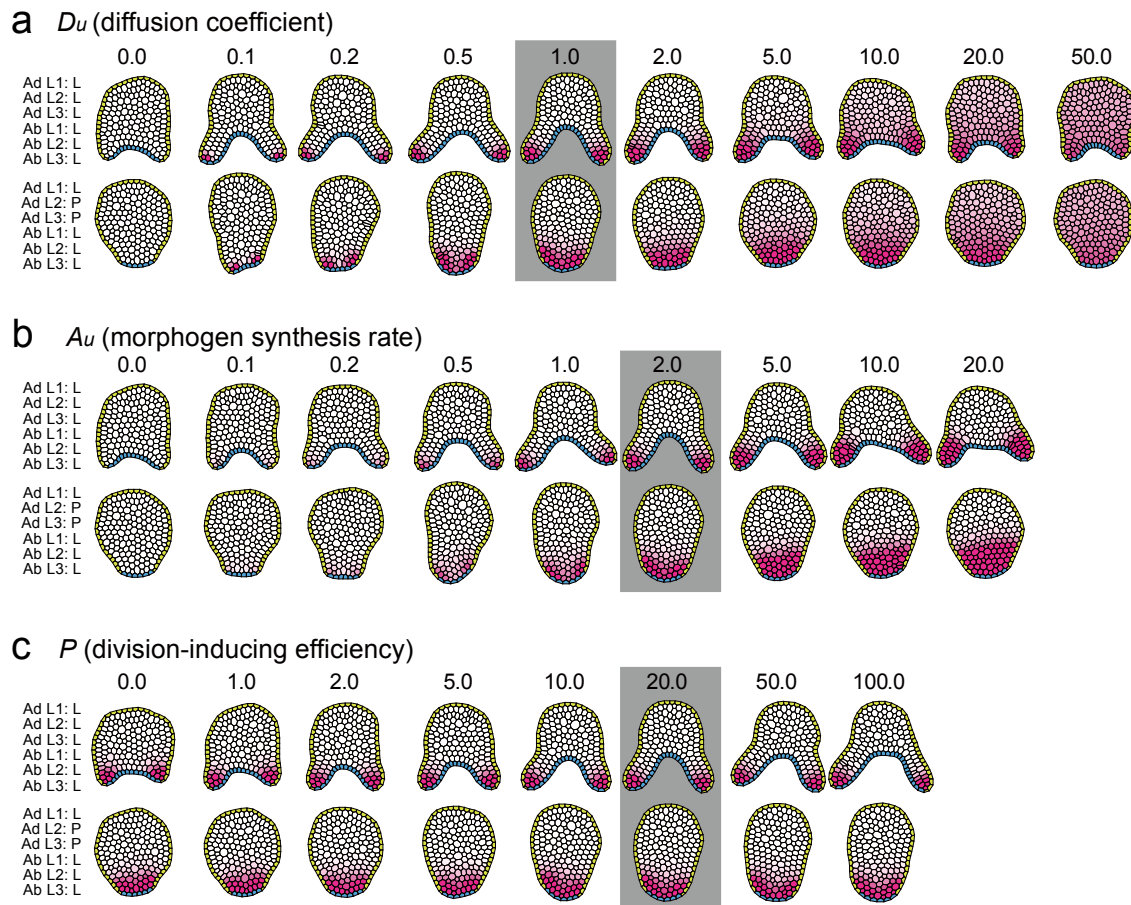 a Du (diffusion coefficient)
0.0 0.1 0.2 0.5 1.0 2.0 5.0 10.0 20.0 50.0
Ad L1: L
Ad L2: L
Ad L3: L
Ab L1: L
Ab L2: L
Ab L3: L
Ad L1: L
Ad L2: P
Ad L3: P
Ab L1: L
Ab L2: L
Ab L3: L
b Au (morphogen synthesis rate)
0.0 0.1 0.2 0.5 1.0 2.0 5.0 10.0 20.0
Ad L1: L
Ad L2: L
Ad L3: L
Ab L1: L
Ab L2: L
Ab L3: L
Ad L1: L
Ad L2: P
Ad L3: P
Ab L1: L
Ab L2: L
Ab L3: L
c P (division-inducing efficiency)
0.0 1.0 2.0 5.0 10.0 20.0 50.0 100.0
Ad L1: L
Ad L2: L
Ad L3: L
Ab L1: L
Ab L2: L
Ab L3: L
Ad L1: L
Ad L2: P
Ad L3: P
Ab L1: L
Ab L2: L
Ab L3: L